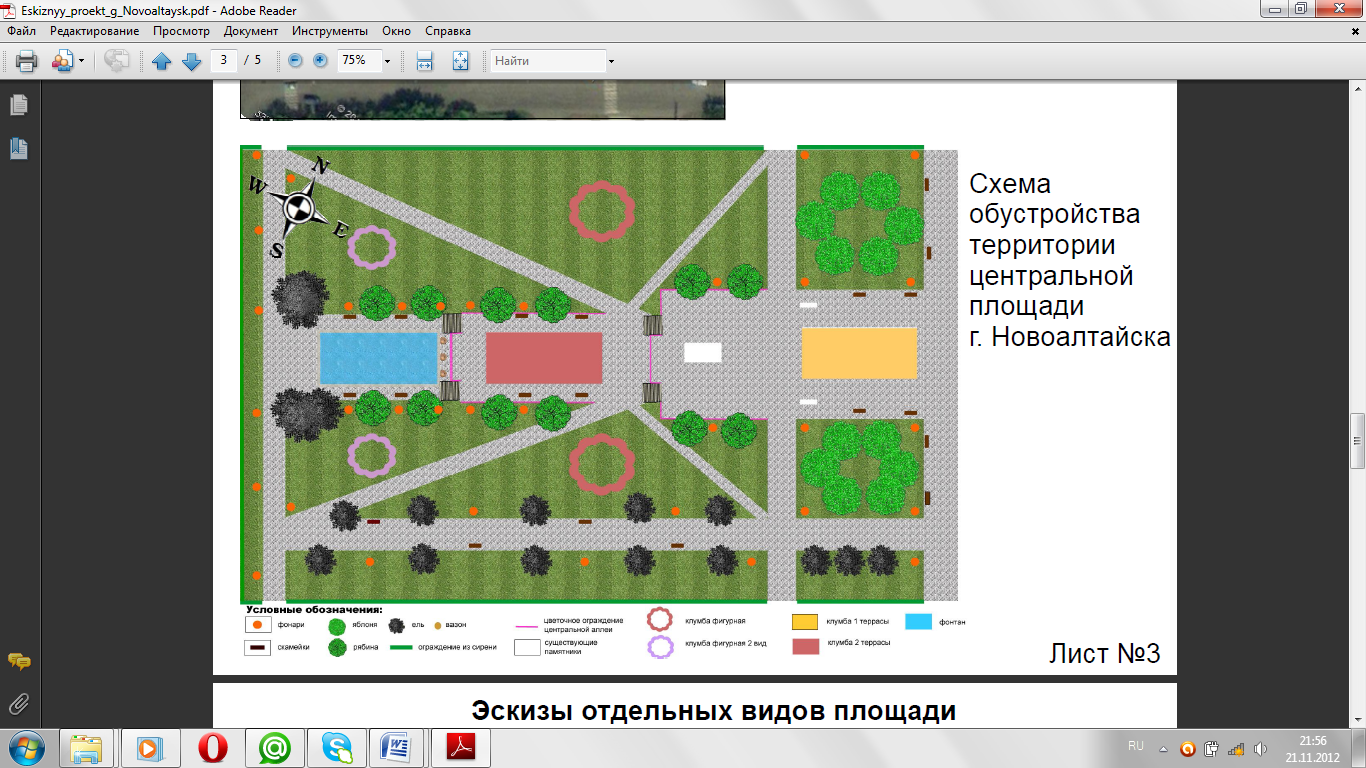 Eskiznyy_proekt_g_Novoaltaysk.pdf - Adobe Reader
Файл Редактирование Просмотр Документ Инструменты Окно Справка
3 / 5 75% Найти
N
W
E
S
Схема
обустройства
территории
центральной
площади
г. Новоалтайска
Условные обозначения:
фонари
яблоня
ель
вазон
цветочное ограждение
центральной аллеи
клумба фигурная
клумба 1 террасы
фонтан
скамейки
рябина
ограждение из сирени
существующие
памятники
клумба фигурная 2 вид
клумба 2 террасы
Лист №3
Эскизы отдельных видов площади
RU
21:56
21.11.2012